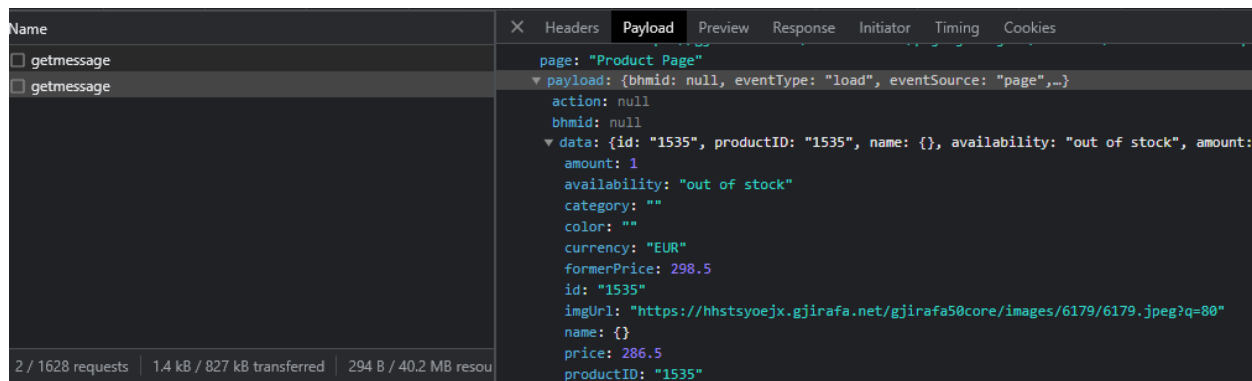 Name
getmessage
getmessage
2 / 1628 requests 1.4 kB / 827 kB transferred 294 B / 40.2 MB resou
Headers Payload Preview Response Initiator Timing Cookies
page: "Product Page"
payload: {bhmid: null, eventType: "load", eventSource: "page",…}
action: null
bhmid: null
data: {id: "1535", productID: "1535", name: {}, availability: "out of stock", amount:
amount: 1
availability: "out of stock"
category: ""
color: ""
currency: "EUR"
formerPrice: 298.5
id: "1535"
imgUrl: "https://hhstsyoejx.gjirafa.net/gjirafa50core/images/6179/6179.jpeg?q=80"
name: {}
price: 286.5
productID: "1535"